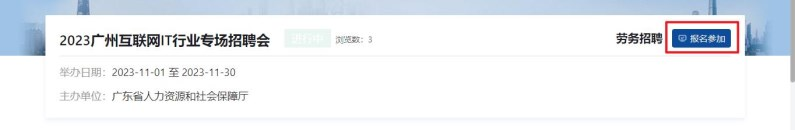 2023广州互联网IT行业专场招聘会 进行中 浏览数：3 劳务招聘 报名参加
举办日期：2023-11-01 至 2023-11-30
主办单位：广东省人力资源和社会保障厅